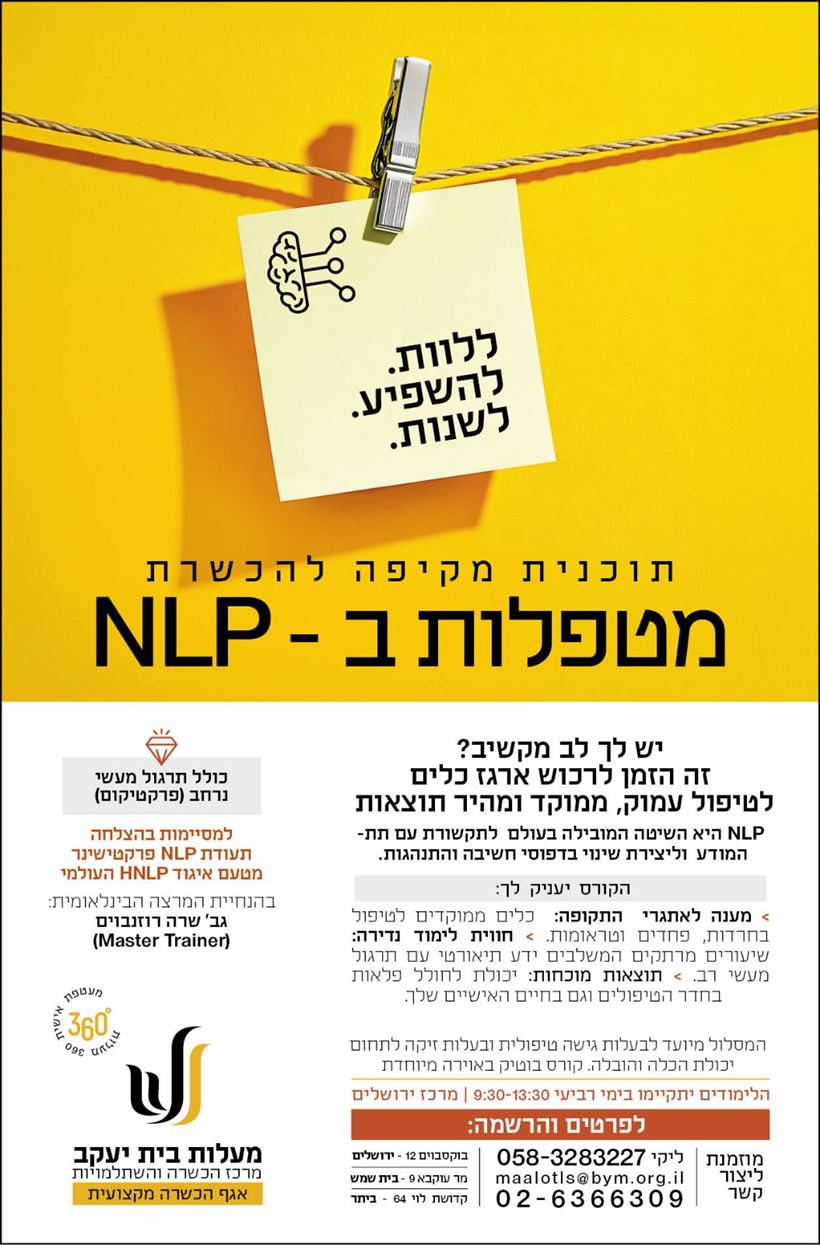 ללוות.
להשפיע.
לשנות.
תוכנית מקיפה להכשרת
מטפלות ב - NLP
יש לך לב מקשיב?
זה הזמן לרכוש ארגז כלים
לטיפול עמוק, ממוקד ומהיר תוצאות
NLP היא השיטה המובילה בעולם לתקשורת עם תת-
המודע וליצירת שינוי בדפוסי חשיבה והתנהגות.
הקורס יעניק לך:
> מענה לאתגרי התקופה: כלים ממוקדים לטיפול
בחרדות, פחדים וטראומות. > חווית לימוד נדירה:
שיעורים מרתקים המשלבים ידע תיאורטי עם תרגול
מעשי רב. > תוצאות מוכחות: יכולת לחולל פלאות
בחדר הטיפולים וגם בחיים האישיים שלך.
המסלול מיועד לבעלות גישה טיפולית ובעלות זיקה לתחום
יכולת הכלה והובלה. קורס בוטיק באוירה מיוחדת
הלימודים יתקיימו בימי רביעי 9:30-13:30 | מרכז ירושלים
לפרטים והרשמה:
מוזמנת
ליצור
קשר
ליקי 058-3283227
maalotls@bym.org.il
02-6366309
בוקסבוים 12 - ירושלים
מר עוקבא 9 - בית שמש
קדושת לוי 64 - ביתר
כולל תרגול מעשי
נרחב (פרקטיקום)
למסיימות בהצלחה
תעודת NLP פרקטישינר
מטעם איגוד HNLP העולמי
בהנחיית המרצה הבינלאומית:
גב' שרה רוזנבוים
(Master Trainer)
מעטפת אישית 360 מעלות
360°
מעלות בית יעקב
מרכז הכשרה והשתלמויות
אגף הכשרה מקצועית